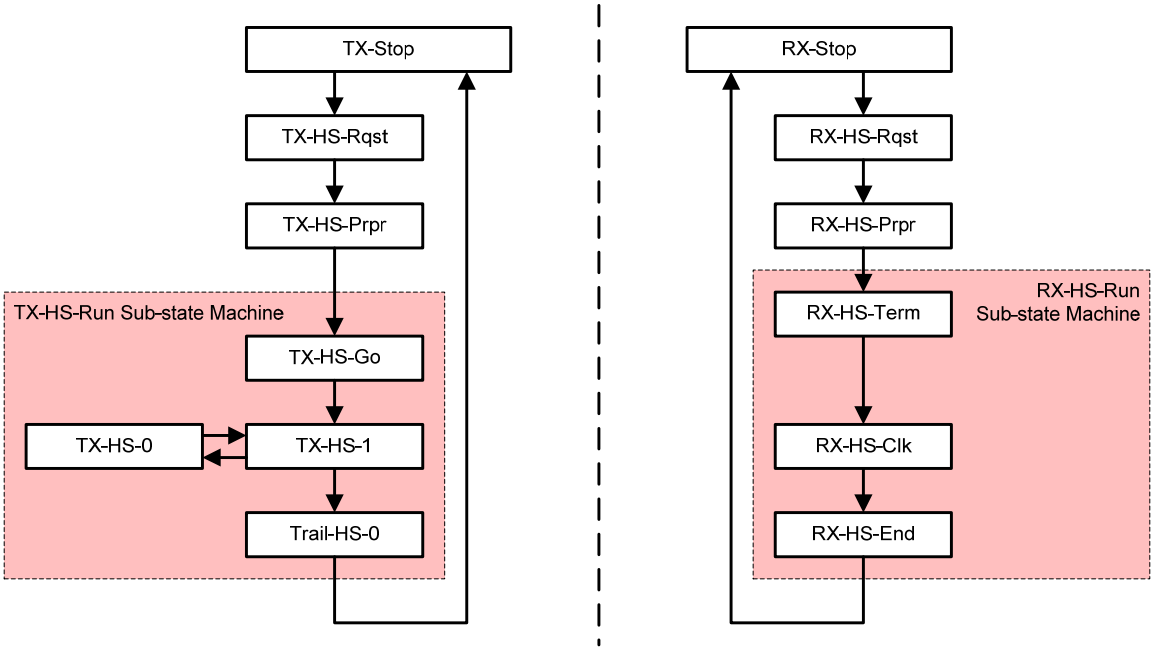 TX-Stop
TX-HS-Rqst
TX-HS-Prpr
TX-HS-Run Sub-state Machine
TX-HS-Go
TX-HS-0
TX-HS-1
Trail-HS-0
RX-Stop
RX-HS-Rqst
RX-HS-Prpr
RX-HS-Run
Sub-state Machine
RX-HS-Term
RX-HS-Clk
RX-HS-End